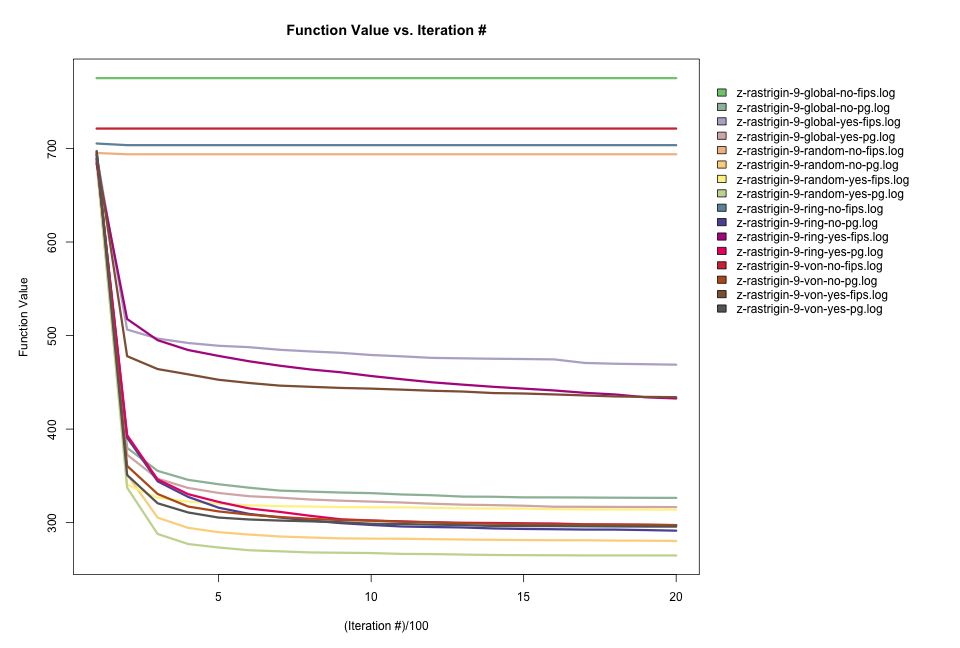 Function Value vs. Iteration #
Function Value
700
600
500
400
300
5
10
15
20
(Iteration #)/100
z-rastrigin-9-global-no-fips.log
z-rastrigin-9-global-no-pg.log
z-rastrigin-9-global-yes-fips.log
z-rastrigin-9-global-yes-pg.log
z-rastrigin-9-random-no-fips.log
z-rastrigin-9-random-no-pg.log
z-rastrigin-9-random-yes-fips.log
z-rastrigin-9-random-yes-pg.log
z-rastrigin-9-ring-no-fips.log
z-rastrigin-9-ring-no-pg.log
z-rastrigin-9-ring-yes-fips.log
z-rastrigin-9-ring-yes-pg.log
z-rastrigin-9-von-no-fips.log
z-rastrigin-9-von-no-pg.log
z-rastrigin-9-von-yes-fips.log
z-rastrigin-9-von-yes-pg.log